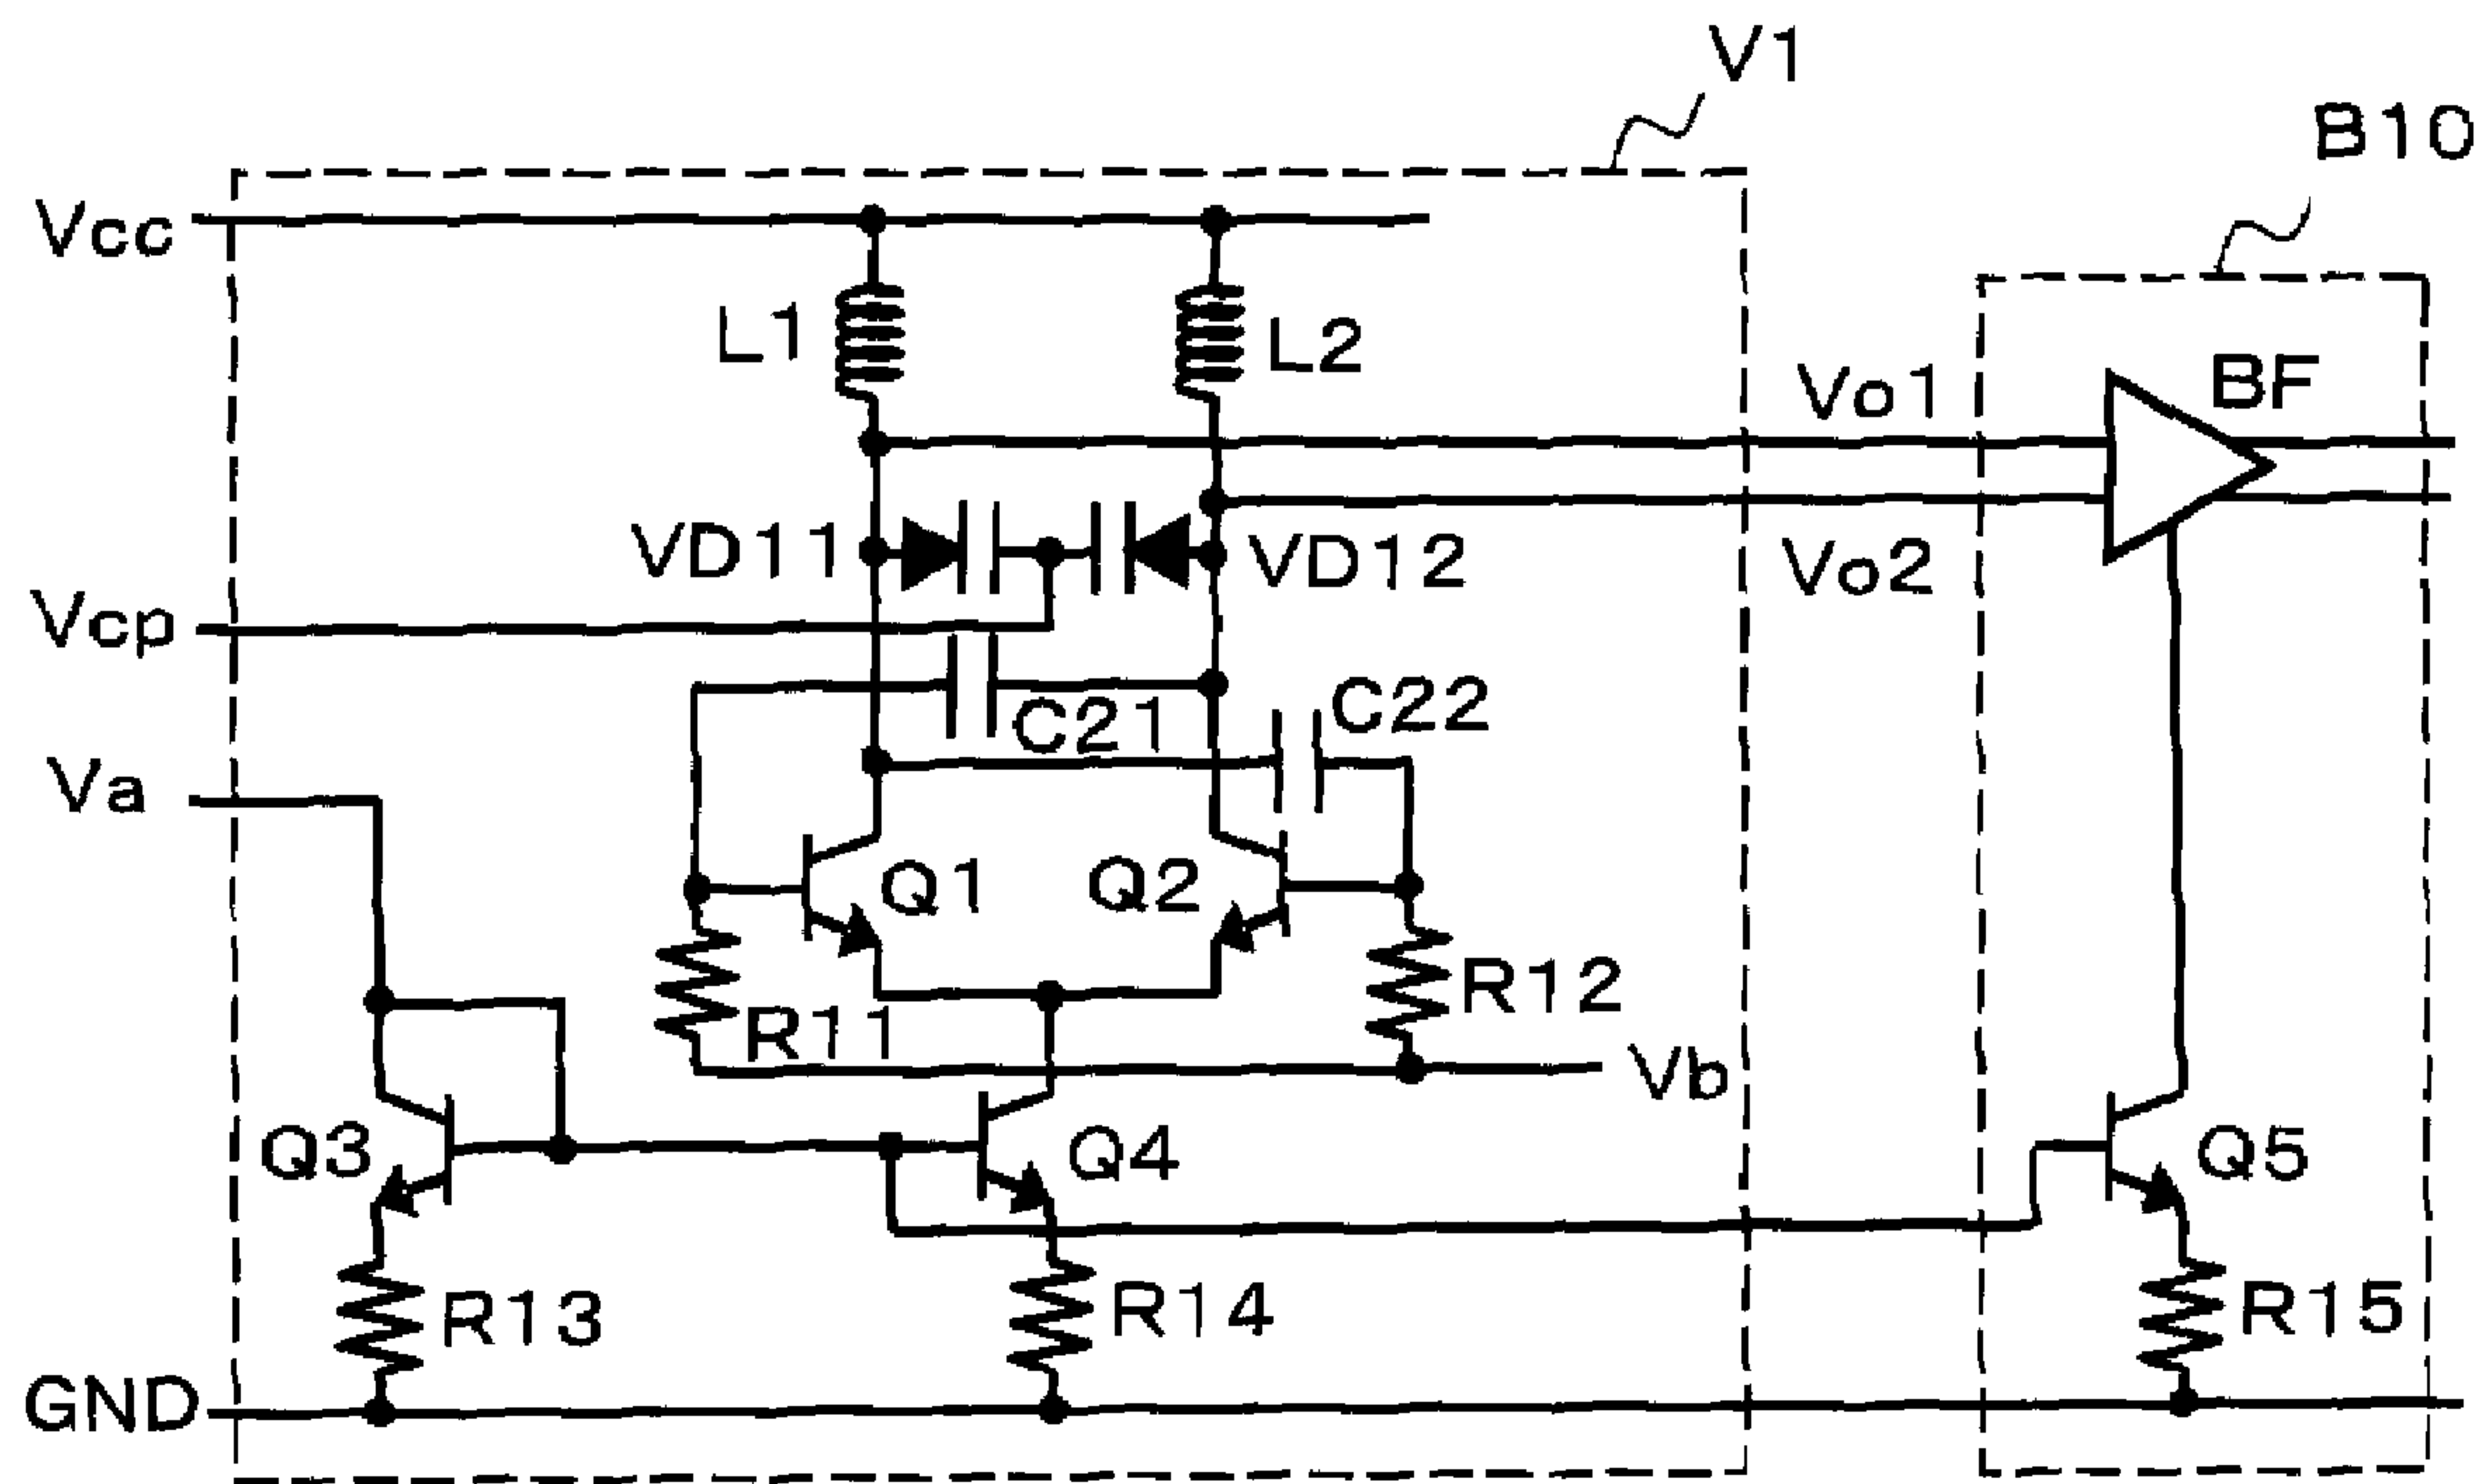 V1
B10
Vcc
L1
L2
Vo1
BF
VD11
VD12
Vo2
Vcp
C21
C22
Va
Q1
Q2
R11
R12
Vb
Q3
Q4
Q5
R13
R14
R15
GND